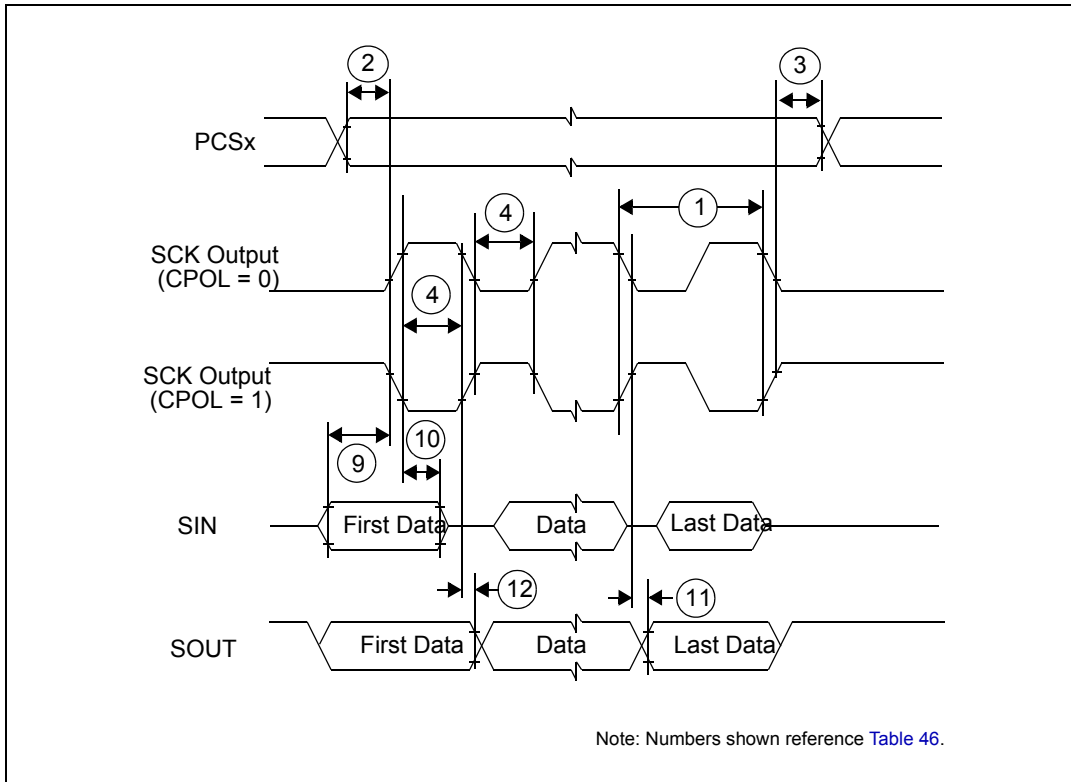 2
3
PCSx
1
4
SCK Output
(CPOL = 0)
4
SCK Output
(CPOL = 1)
10
9
SIN
First Data
Data
Last Data
12
11
SOUT
First Data
Data
Last Data
Note: Numbers shown reference Table 46.